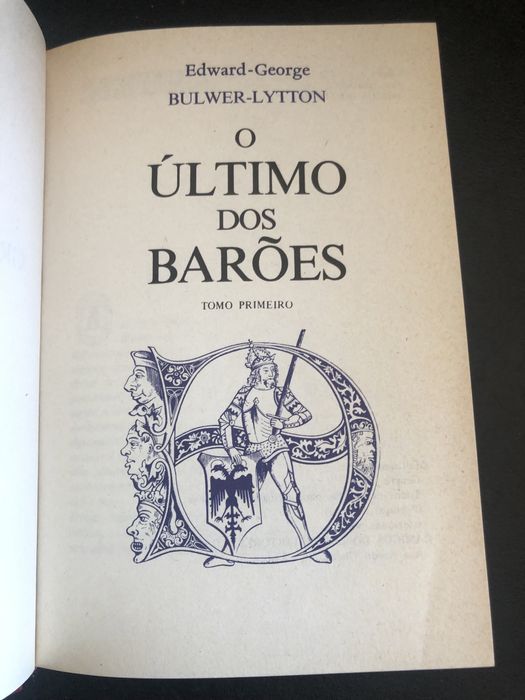 Edward-George
BULWER-LYTTON
O
ÚLTIMO
DOS
BARÕES
TOMO PRIMEIRO